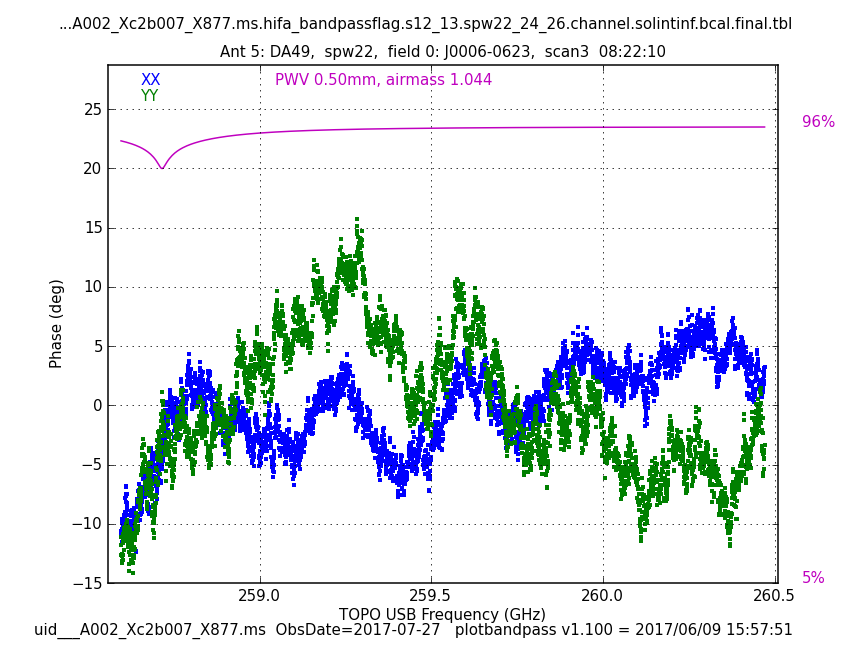 ...A002_Xc2b007_X877.ms.hifa_bandpassflag.s12_13.spw22_24_26.channel.solintinf.bcal.final.tbl
Ant 5: DA49,  spw22,  field 0: J0006-0623,  scan3  08:22:10
XX
YY
PWV 0.50mm, airmass 1.044
96%
5%
Phase (deg)
25
20
15
10
5
0
−5
−10
−15
259.0
259.5
260.0
260.5
TOPO USB Frequency (GHz)
uid___A002_Xc2b007_X877.ms  ObsDate=2017-07-27   plotbandpass v1.100 = 2017/06/09 15:57:51